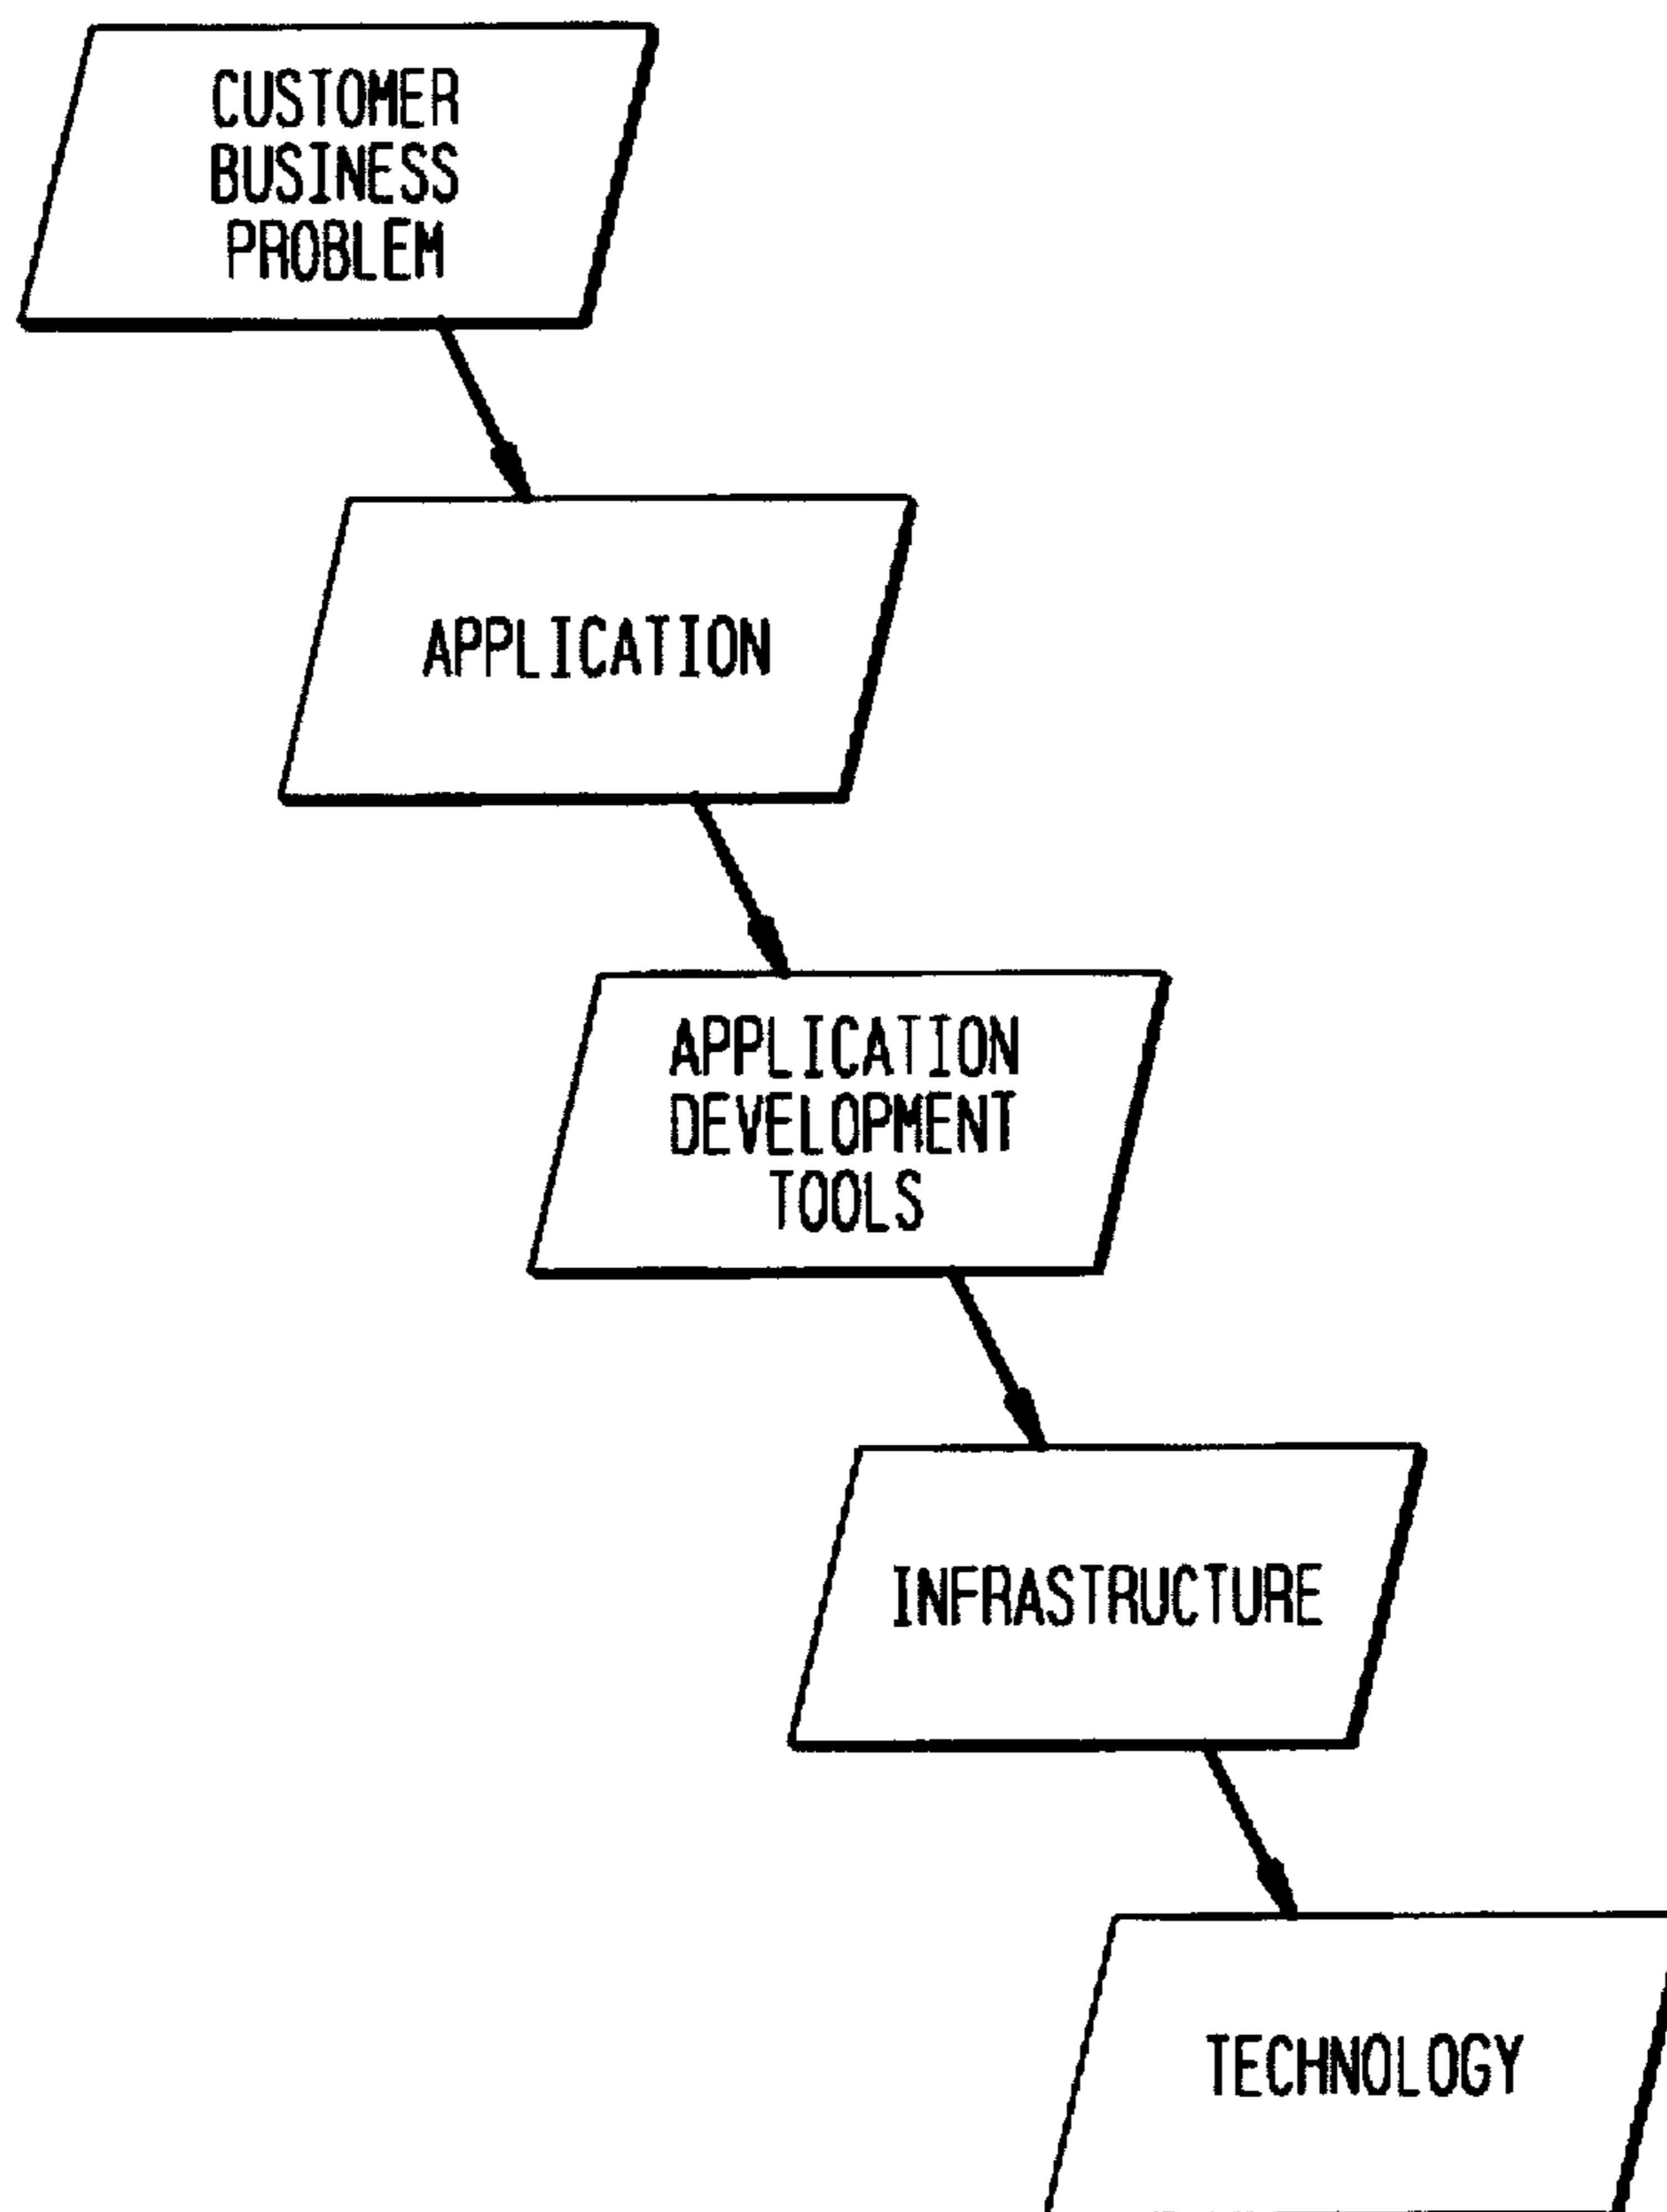 CUSTOMER
BUSINESS
PROBLEM
APPLICATION
APPLICATION
DEVELOPMENT
TOOLS
INFRASTRUCTURE
TECHNOLOGY